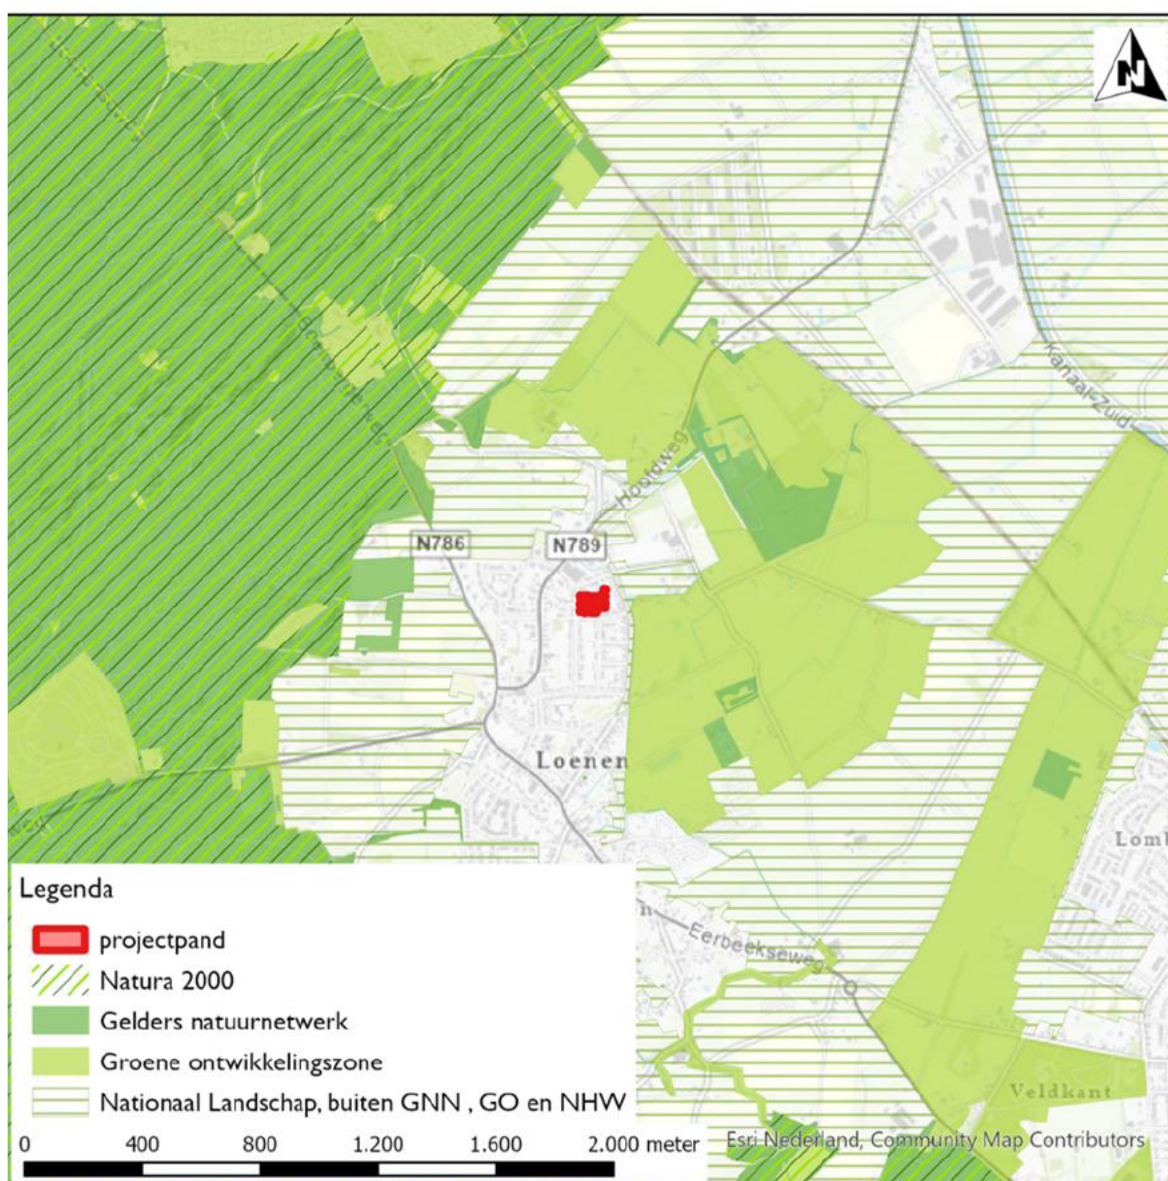 N
Kanaal-Zuid
Hoofdweg
N786
N789
Loenen
Lomb
Legenda
projectpand
Natura 2000
Gelders natuurnetwerk
Groene ontwikkelingszone
Nationaal Landschap, buiten GNN , GO en NHW
n
Eerbeekseweg
Veldkant
0 400 800 1.200 1.600 2.000 meter
Esri Nederland, Community Map Contributors